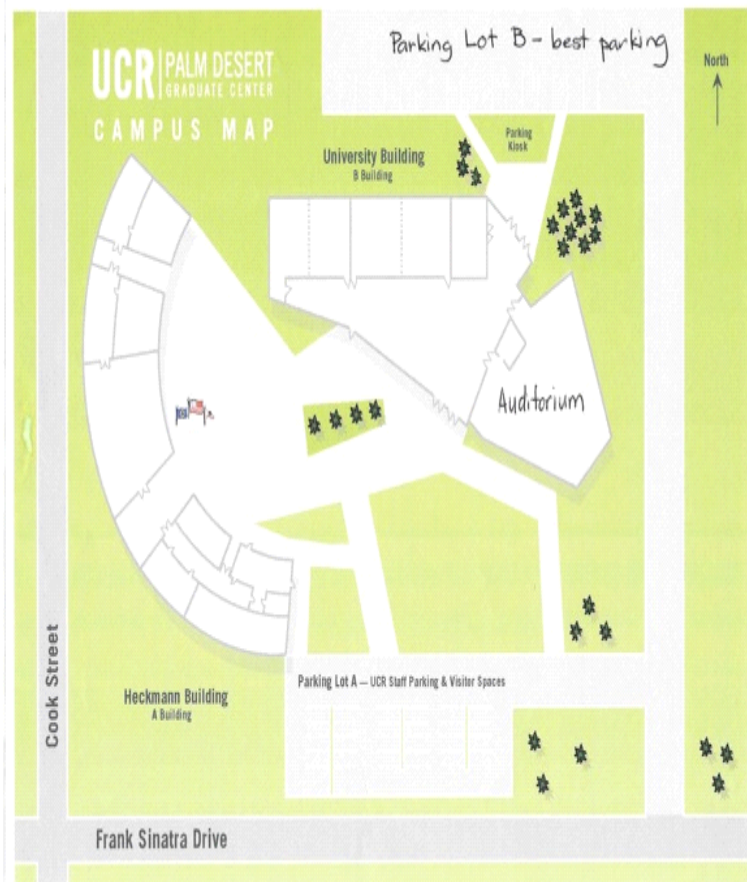 Parking Lot B - best parking
UCR PALM DESERT
GRADUATE CENTER
CAMPUS MAP
North
Parking
Kiosk
University Building
B Building
Auditorium
Parking Lot A — UCR Staff Parking & Visitor Spaces
Heckmann Building
A Building
Cook Street
Frank Sinatra Drive